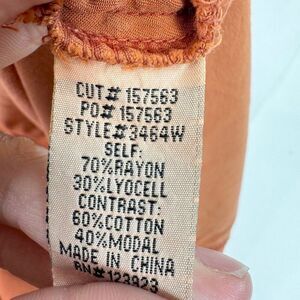 CUT# 157563
PO# 157563
STYLE#3464W
SELF:
70%RAYON
30%LYOCELL
CONTRAST:
60%COTTON
40%MODAL
MADE IN CHINA
RN#123923